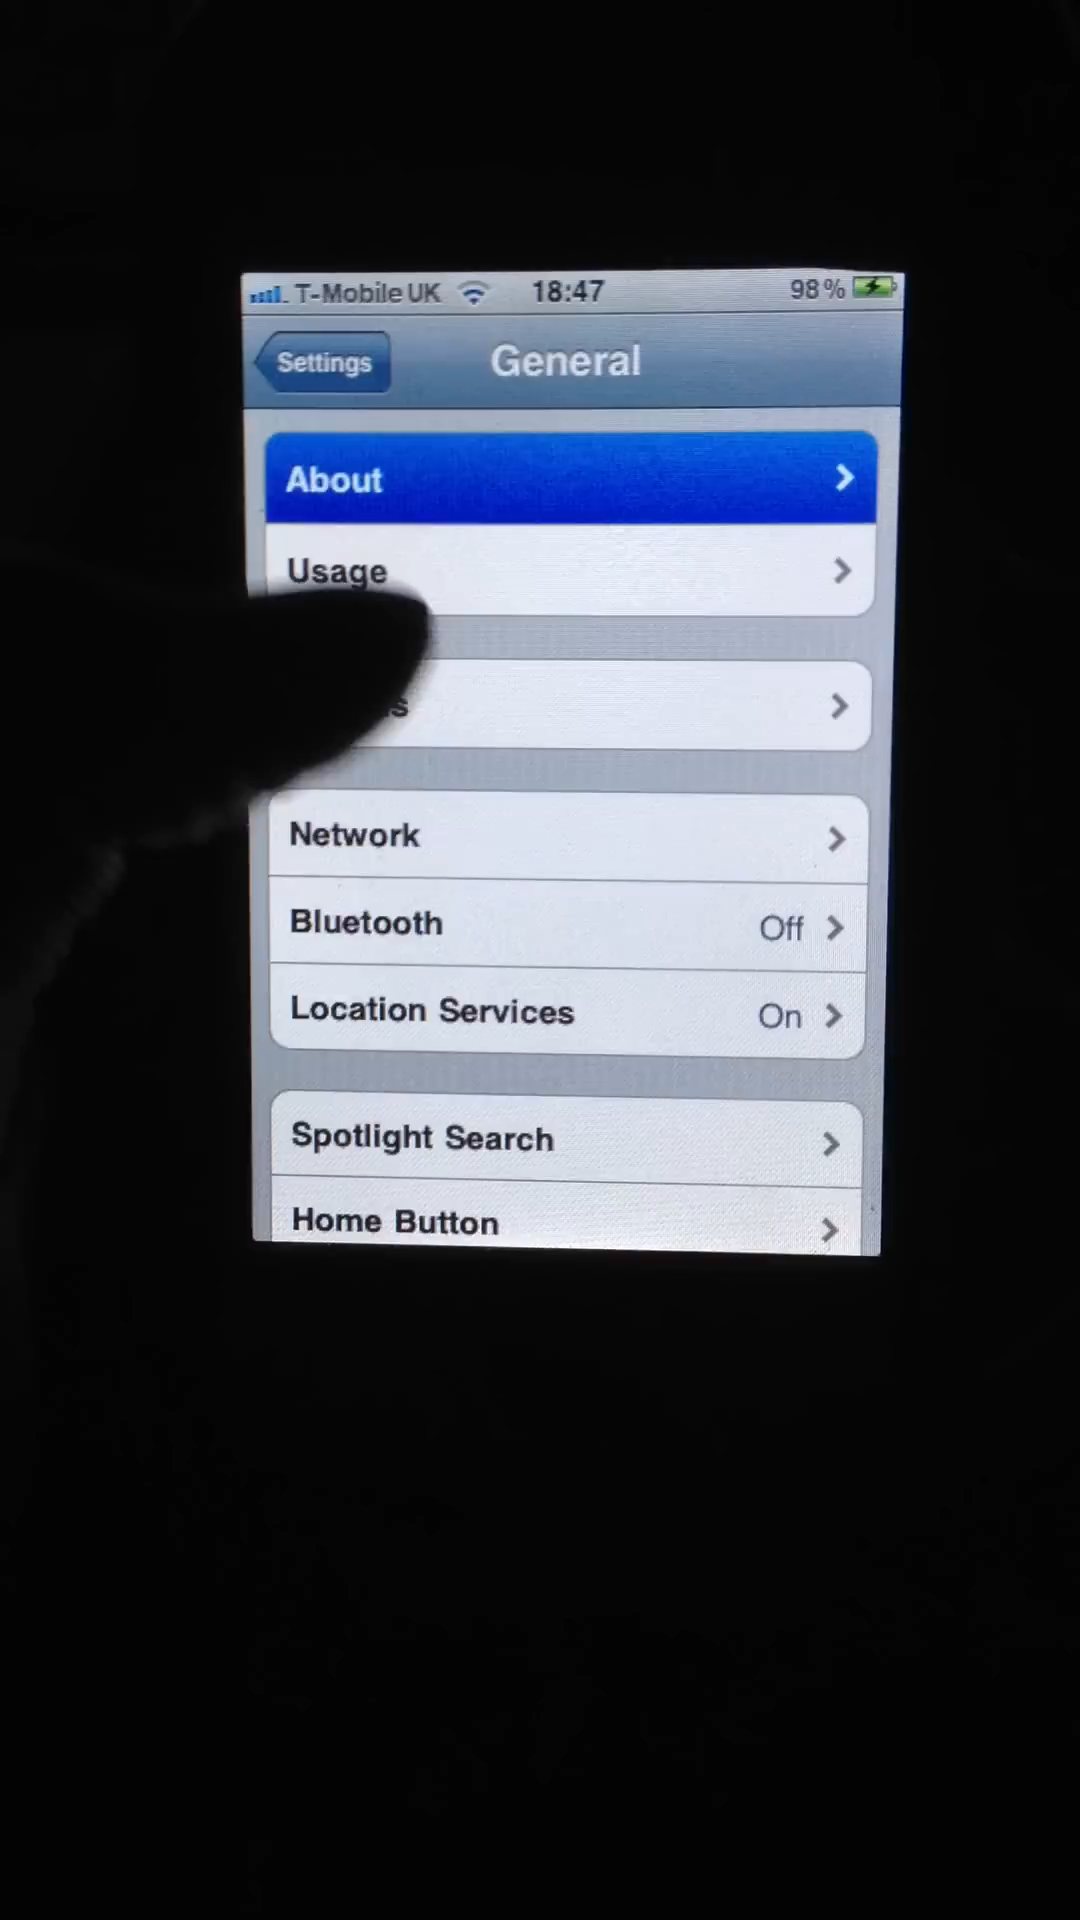 T-Mobile UK 18:47 98%
Settings General
About
Usage
Network
Bluetooth Off
Location Services On
Spotlight Search
Home Button